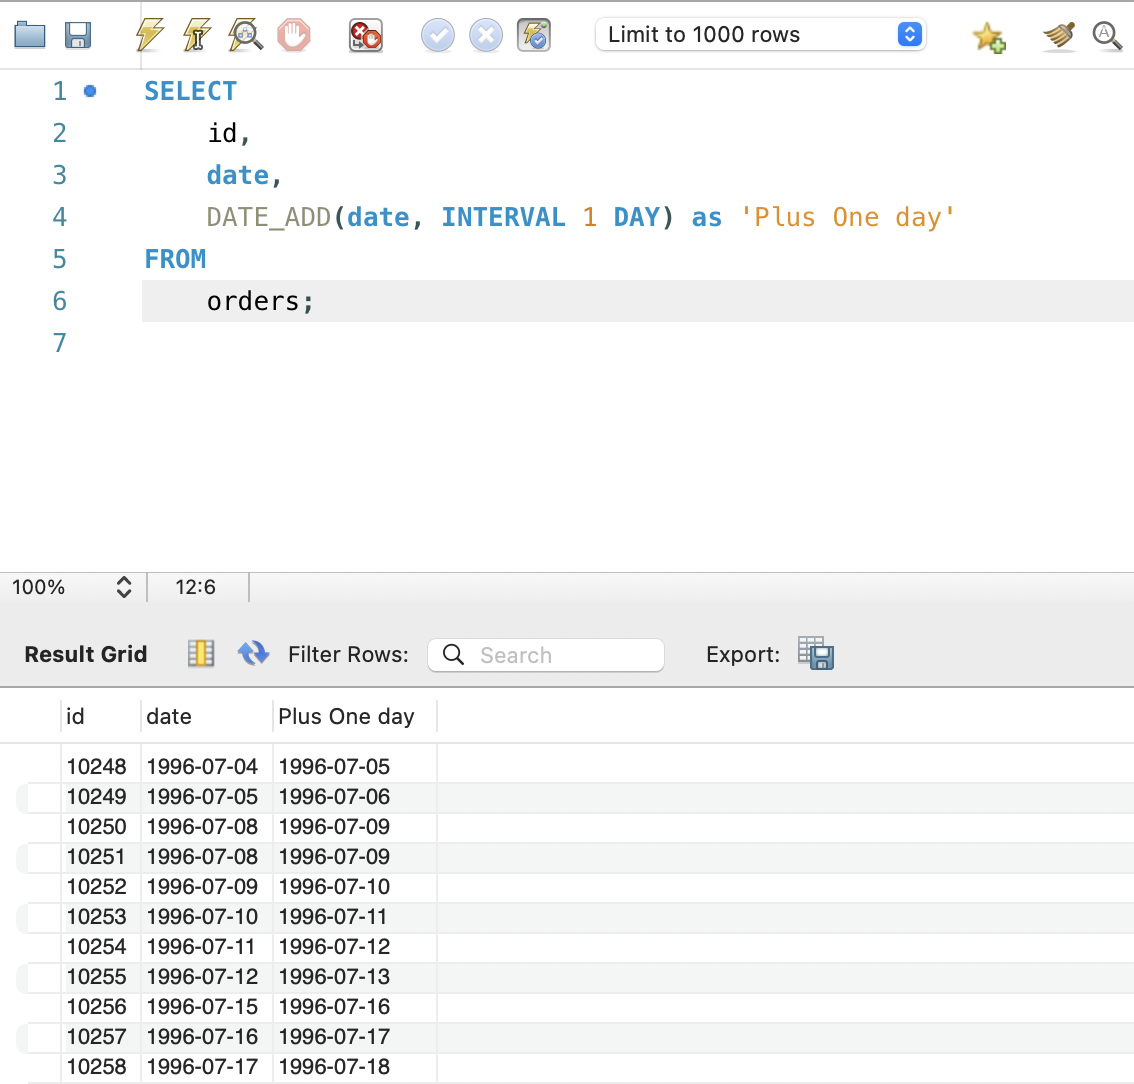 Limit to 1000 rows
1 SELECT
2 id,
3 date,
4 DATE_ADD(date, INTERVAL 1 DAY) as 'Plus One day'
5 FROM
6 orders;
7
100% 12:6
Result Grid Filter Rows: Search Export:
id date Plus One day
10248 1996-07-04 1996-07-05
10249 1996-07-05 1996-07-06
10250 1996-07-08 1996-07-09
10251 1996-07-08 1996-07-09
10252 1996-07-09 1996-07-10
10253 1996-07-10 1996-07-11
10254 1996-07-11 1996-07-12
10255 1996-07-12 1996-07-13
10256 1996-07-15 1996-07-16
10257 1996-07-16 1996-07-17
10258 1996-07-17 1996-07-18